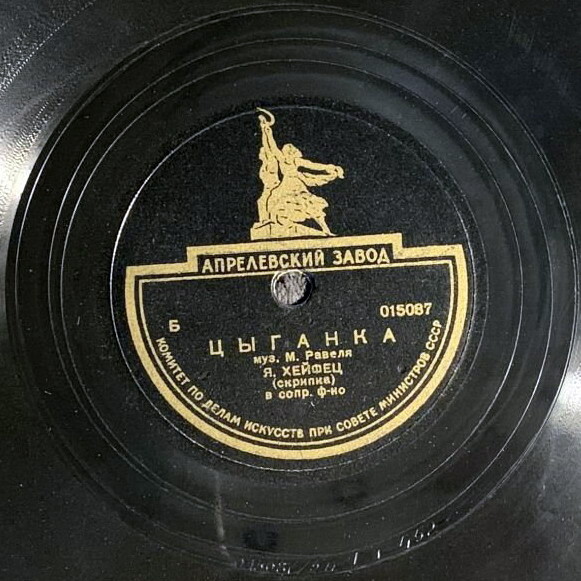 АПРЕЛЕВСКИЙ ЗАВОД
Б
015087
ЦЫГАНКА
муз. М. Равеля
Я. ХЕЙФЕЦ
(скрипка)
в сопр. ф-но
КОМИТЕТ ПО ДЕЛАМ ИСКУССТВ ПРИ СОВЕТЕ МИНИСТРОВ СССР